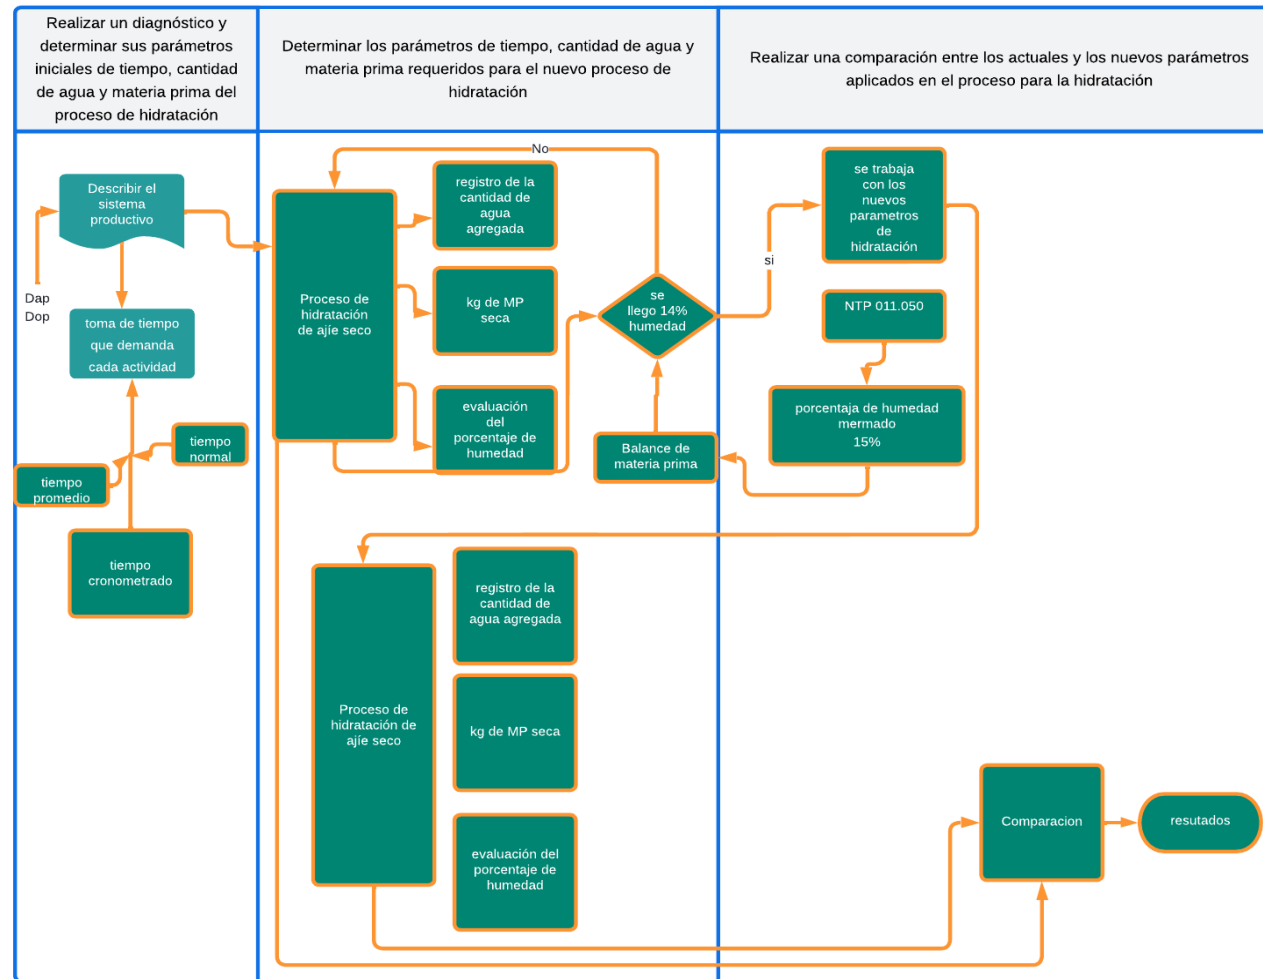 Realizar un diagnóstico y
determinar sus parámetros
iniciales de tiempo, cantidad
de agua y materia prima del
proceso de hidratación
Determinar los parámetros de tiempo, cantidad de agua y
materia prima requeridos para el nuevo proceso de
hidratación
Realizar una comparación entre los actuales y los nuevos parámetros
aplicados en el proceso para la hidratación
Describir el
sistema
productivo
Dap
Dop
toma de tiempo
que demanda
cada actividad
tiempo
normal
tiempo
promedio
tiempo
cronometrado
No
Proceso de
hidratación
de ajíe seco
registro de la
cantidad de
agua
agregada
kg de MP
seca
evaluación
del
porcentaje de
humedad
se
llego 14%
humedad
Balance de
materia prima
si
se trabaja
con los
nuevos
parametros
de
hidratación
NTP 011.050
porcentaja de humedad
mermado
15%
Proceso de
hidratación de
ajíe seco
registro de la
cantidad de
agua agregada
kg de MP seca
evaluación del
porcentaje de
humedad
Comparacion
resutados